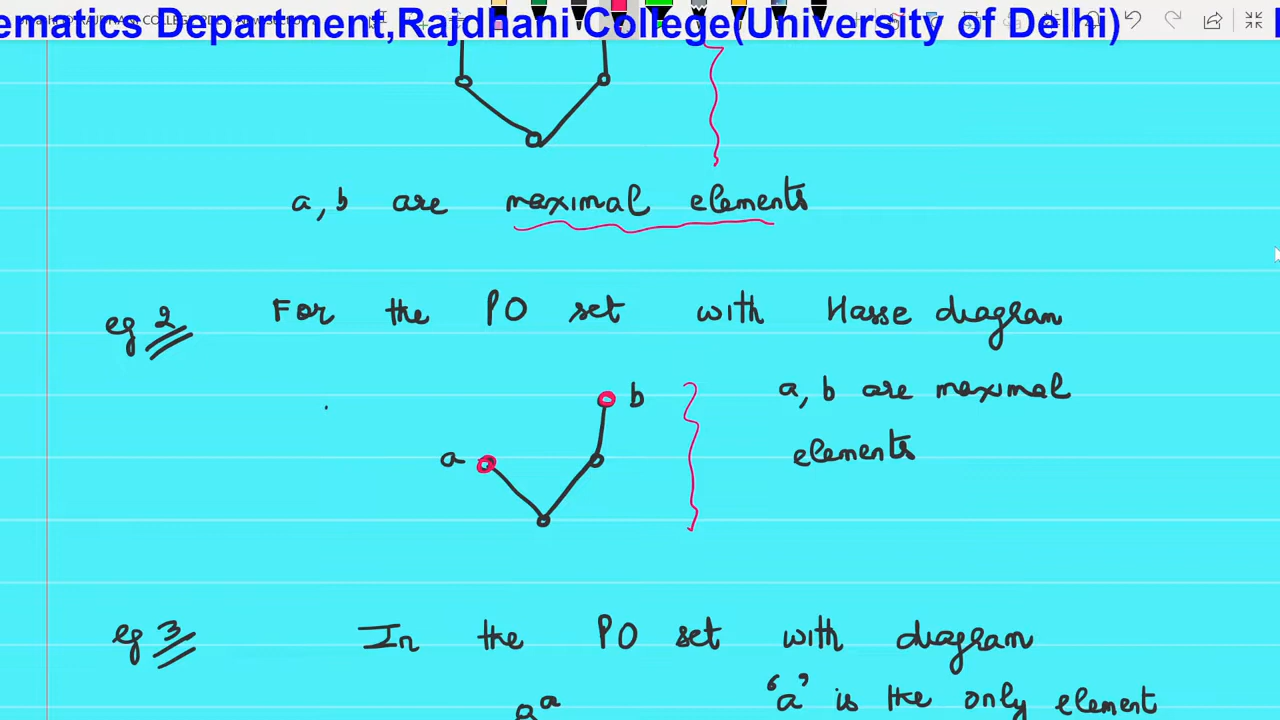 ematics Department,Rajdhani College(University of Delhi)
a, b are maximal elements
eg 2 For the PO set with Hasse diagram
b
a
a, b are maximal
elements
eg 3 In the PO set with diagram
a
'a' is the only element